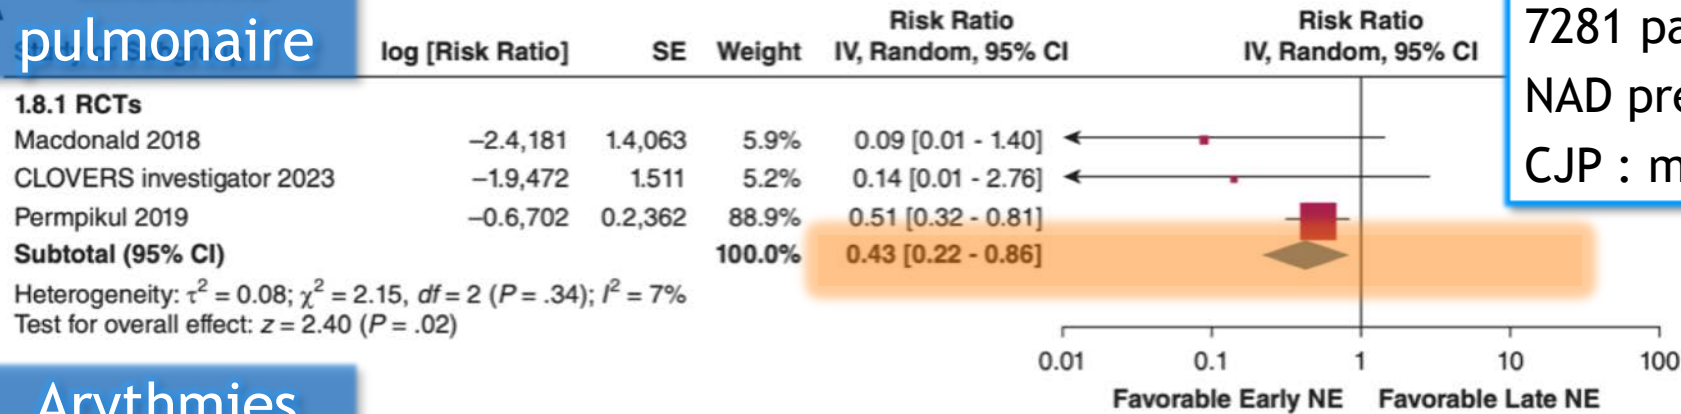 pulmonaire
log [Risk Ratio] SE Weight Risk Ratio IV, Random, 95% CI Risk Ratio IV, Random, 95% CI
7281 pa
NAD pre
CJP : m
1.8.1 RCTs
Macdonald 2018 −2.4,181 1.4,063 5.9% 0.09 [0.01 - 1.40]
CLOVERS investigator 2023 −1.9,472 1.511 5.2% 0.14 [0.01 - 2.76]
Permpikul 2019 −0.6,702 0.2,362 88.9% 0.51 [0.32 - 0.81]
Subtotal (95% CI) 100.0% 0.43 [0.22 - 0.86]
Heterogeneity: τ² = 0.08; χ² = 2.15, df = 2 (P = .34); I² = 7%
Test for overall effect: z = 2.40 (P = .02)
0.01 0.1 1 10 100
Favorable Early NE Favorable Late NE
Arythmies